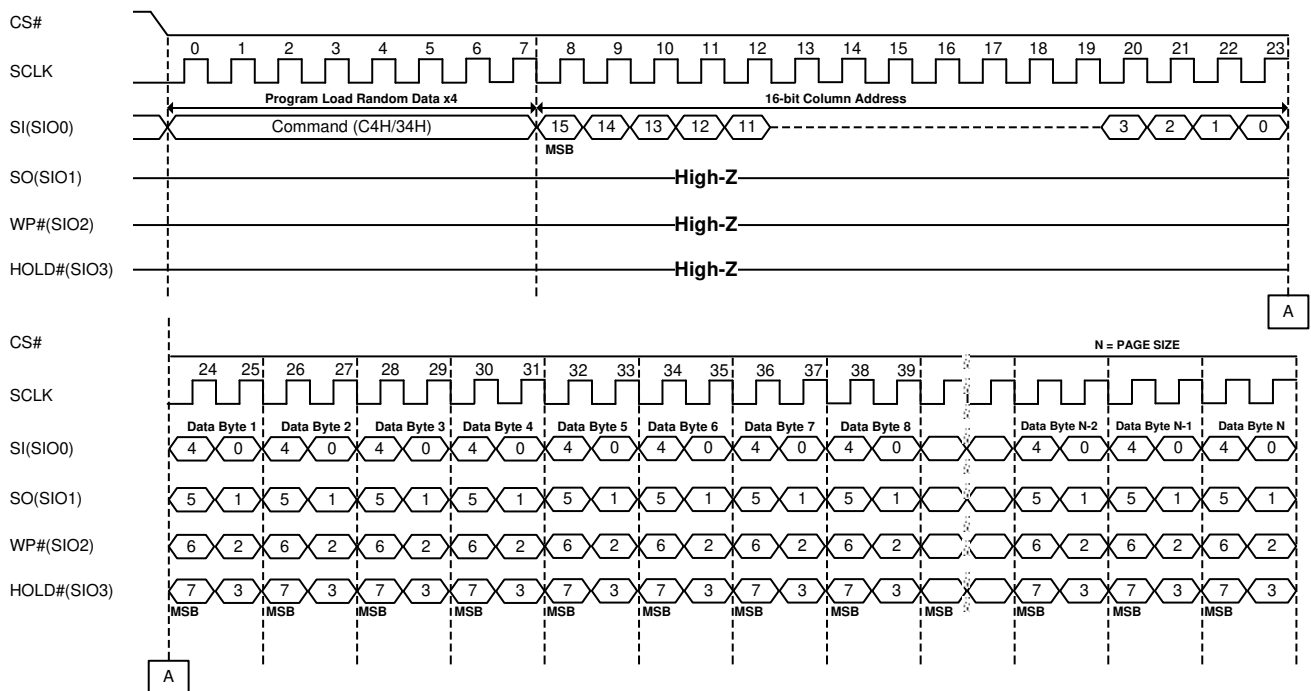 CS#
0 1 2 3 4 5 6 7 8 9 10 11 12 13 14 15 16 17 18 19 20 21 22 23
SCLK
Program Load Random Data x4 16-bit Column Address
SI(SIO0) Command (C4H/34H) 15 14 13 12 11 3 2 1 0
MSB
SO(SIO1) High-Z
WP#(SIO2) High-Z
HOLD#(SIO3) High-Z
A
CS#
N = PAGE SIZE
24 25 26 27 28 29 30 31 32 33 34 35 36 37 38 39
SCLK
Data Byte 1 Data Byte 2 Data Byte 3 Data Byte 4 Data Byte 5 Data Byte 6 Data Byte 7 Data Byte 8 Data Byte N-2 Data Byte N-1 Data Byte N
SI(SIO0) 4 0 4 0 4 0 4 0 4 0 4 0 4 0 4 0 4 0 4 0 4 0
SO(SIO1) 5 1 5 1 5 1 5 1 5 1 5 1 5 1 5 1 5 1 5 1 5 1
WP#(SIO2) 6 2 6 2 6 2 6 2 6 2 6 2 6 2 6 2 6 2 6 2 6 2
HOLD#(SIO3) 7 3 7 3 7 3 7 3 7 3 7 3 7 3 7 3 7 3 7 3 7 3
MSB MSB MSB MSB MSB MSB MSB MSB MSB MSB MSB MSB
A